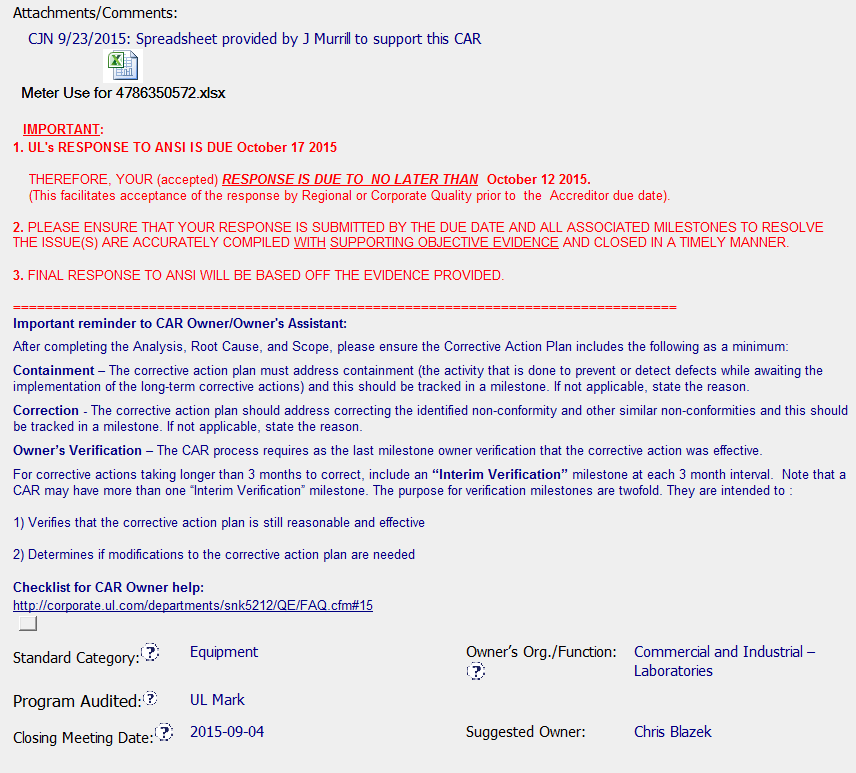 Attachments/Comments:
CJN 9/23/2015: Spreadsheet provided by J Murrill to support this CAR
Meter Use for 4786350572.xlsx
IMPORTANT:
1. UL's RESPONSE TO ANSI IS DUE October 17 2015
THEREFORE, YOUR (accepted) RESPONSE IS DUE TO  NO LATER THAN  October 12 2015.
(This facilitates acceptance of the response by Regional or Corporate Quality prior to  the  Accreditor due date).
2. PLEASE ENSURE THAT YOUR RESPONSE IS SUBMITTED BY THE DUE DATE AND ALL ASSOCIATED MILESTONES TO RESOLVE
THE ISSUE(S) ARE ACCURATELY COMPILED WITH SUPPORTING OBJECTIVE EVIDENCE AND CLOSED IN A TIMELY MANNER.
3. FINAL RESPONSE TO ANSI WILL BE BASED OFF THE EVIDENCE PROVIDED.
===================================================================================
Important reminder to CAR Owner/Owner's Assistant:
After completing the Analysis, Root Cause, and Scope, please ensure the Corrective Action Plan includes the following as a minimum:
Containment – The corrective action plan must address containment (the activity that is done to prevent or detect defects while awaiting the
implementation of the long-term corrective actions) and this should be tracked in a milestone. If not applicable, state the reason.
Correction - The corrective action plan should address correcting the identified non-conformity and other similar non-conformities and this should
be tracked in a milestone. If not applicable, state the reason.
Owner's Verification – The CAR process requires as the last milestone owner verification that the corrective action was effective.
For corrective actions taking longer than 3 months to correct, include an “Interim Verification” milestone at each 3 month interval.  Note that a
CAR may have more than one “Interim Verification” milestone. The purpose for verification milestones are twofold. They are intended to :
1) Verifies that the corrective action plan is still reasonable and effective
2) Determines if modifications to the corrective action plan are needed
Checklist for CAR Owner help:
http://corporate.ul.com/departments/snk5212/QE/FAQ.cfm#15
Standard Category: ? Equipment Owner's Org./Function: ? Commercial and Industrial –
Laboratories
Program Audited: ? UL Mark
Closing Meeting Date: ? 2015-09-04 Suggested Owner: Chris Blazek